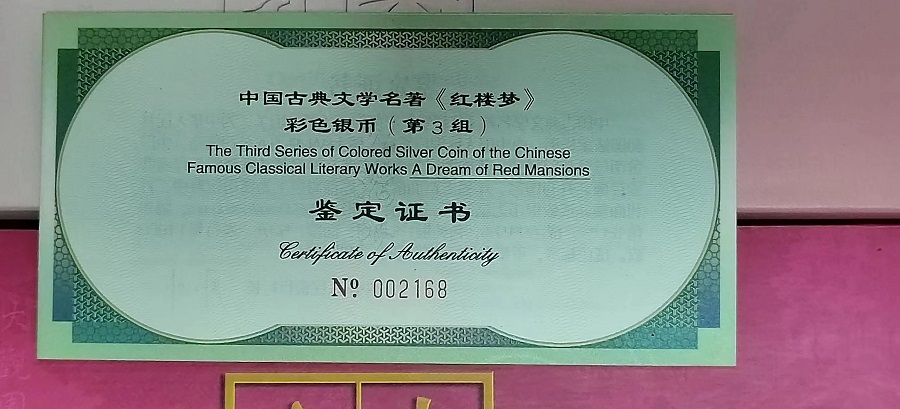 中国古典文学名著《红楼梦》
彩色银币（第3组）
The Third Series of Colored Silver Coin of the Chinese
Famous Classical Literary Works A Dream of Red Mansions
鉴定证书
Certificate of Authenticity
Nº 002168